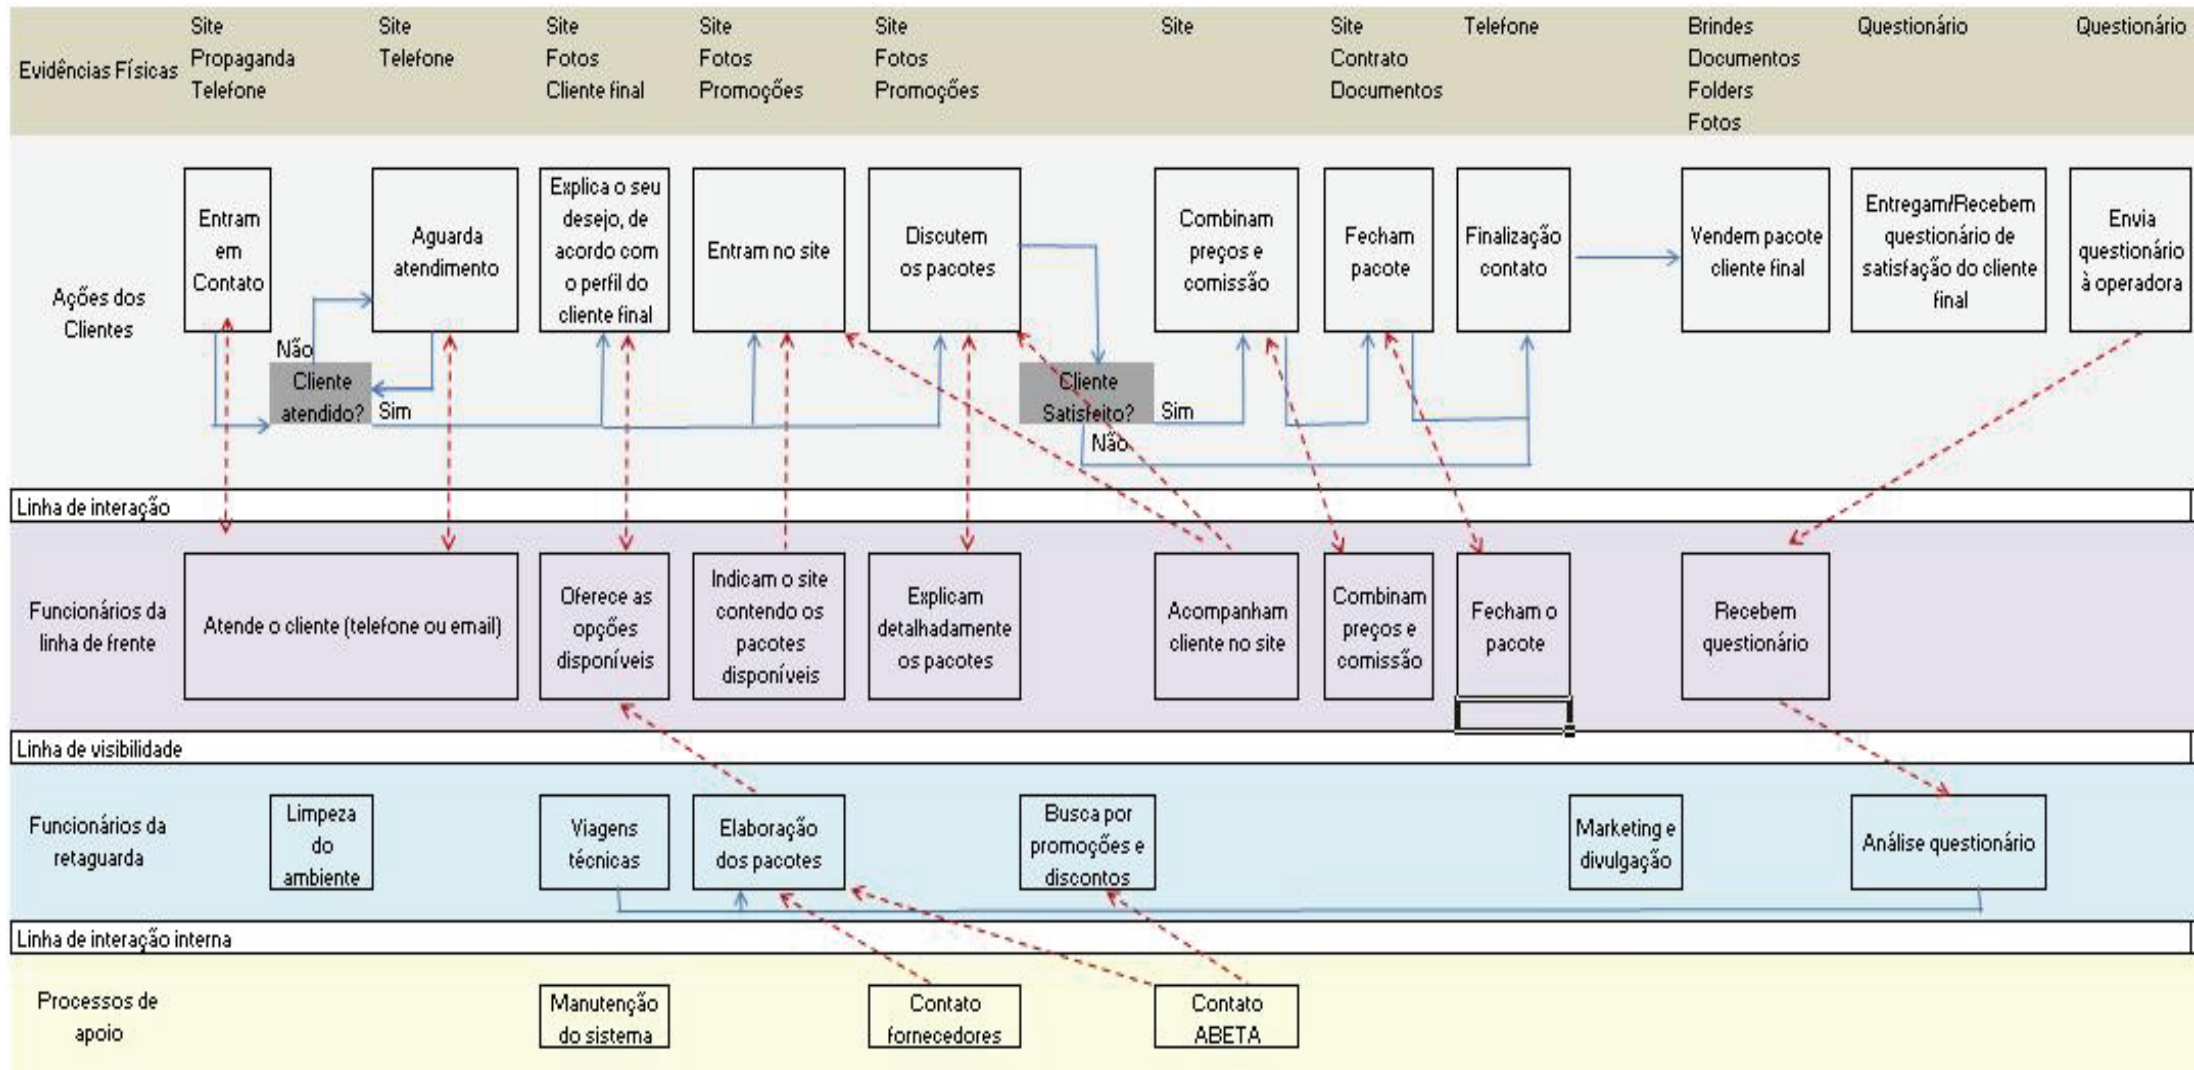 Evidências Físicas
Site
Propaganda
Telefone
Site
Telefone
Site
Fotos
Cliente final
Site
Fotos
Promoções
Site
Fotos
Promoções
Site
Site
Contrato
Documentos
Telefone
Brindes
Documentos
Folders
Fotos
Questionário
Questionário
Ações dos
Clientes
Entram
em
Contato
Aguarda
atendimento
Explica o seu
desejo, de
acordo com
o perfil do
cliente final
Entram no site
Discutem
os pacotes
Combinam
preços e
comissão
Fecham
pacote
Finalização
contato
Vendem pacote
cliente final
Entregam/Recebem
questionário de
satisfação do cliente
final
Envia
questionário
à operadora
Não
Cliente
atendido?
Sim
Cliente
Satisfeito?
Sim
Não
Linha de interação
Funcionários da
linha de frente
Atende o cliente (telefone ou email)
Oferece as
opções
disponíveis
Indicam o site
contendo os
pacotes
disponíveis
Explicam
detalhadamente
os pacotes
Acompanham
cliente no site
Combinam
preços e
comissão
Fecham o
pacote
Recebem
questionário
Linha de visibilidade
Funcionários da
retaguarda
Limpeza
do
ambiente
Viagens
técnicas
Elaboração
dos pacotes
Busca por
promoções e
discontos
Marketing e
divulgação
Análise questionário
Linha de interação interna
Processos de
apoio
Manutenção
do sistema
Contato
fornecedores
Contato
ABETA